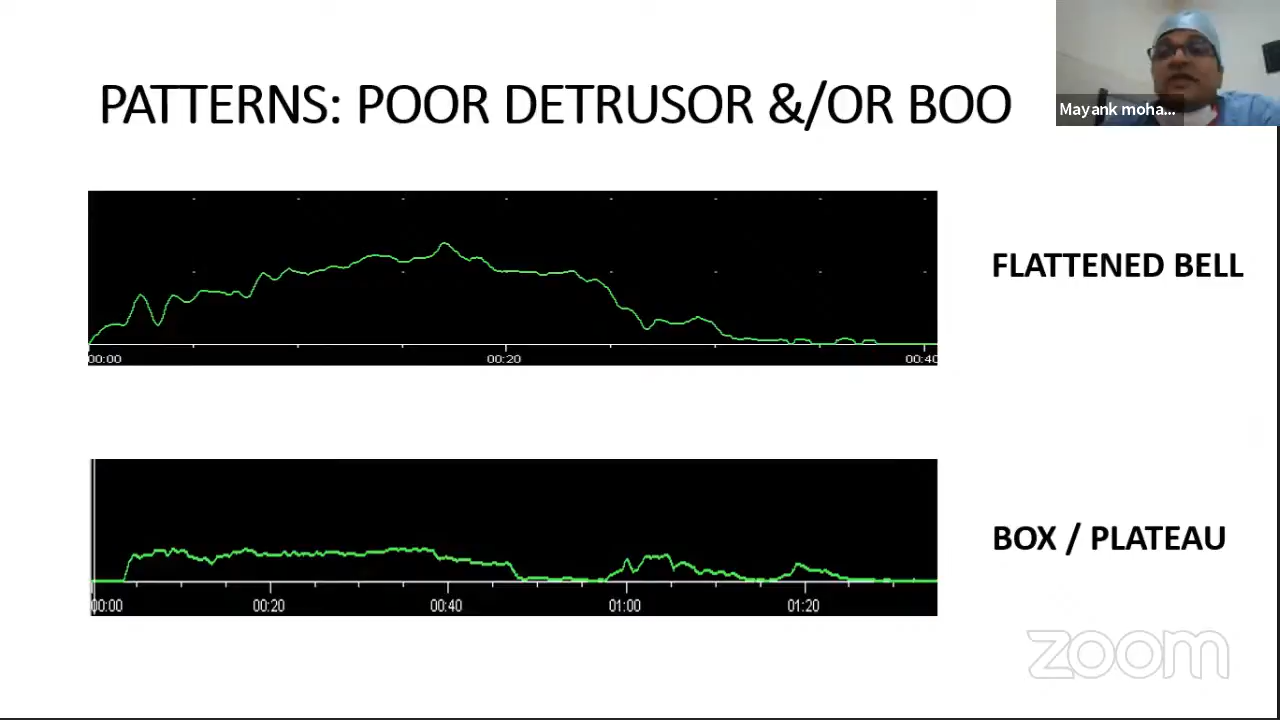 Mayank moha...
PATTERNS: POOR DETRUSOR &/OR BOO
FLATTENED BELL
00:00 00:20 00:40
BOX / PLATEAU
00:00 00:20 00:40 01:00 01:20
zoom